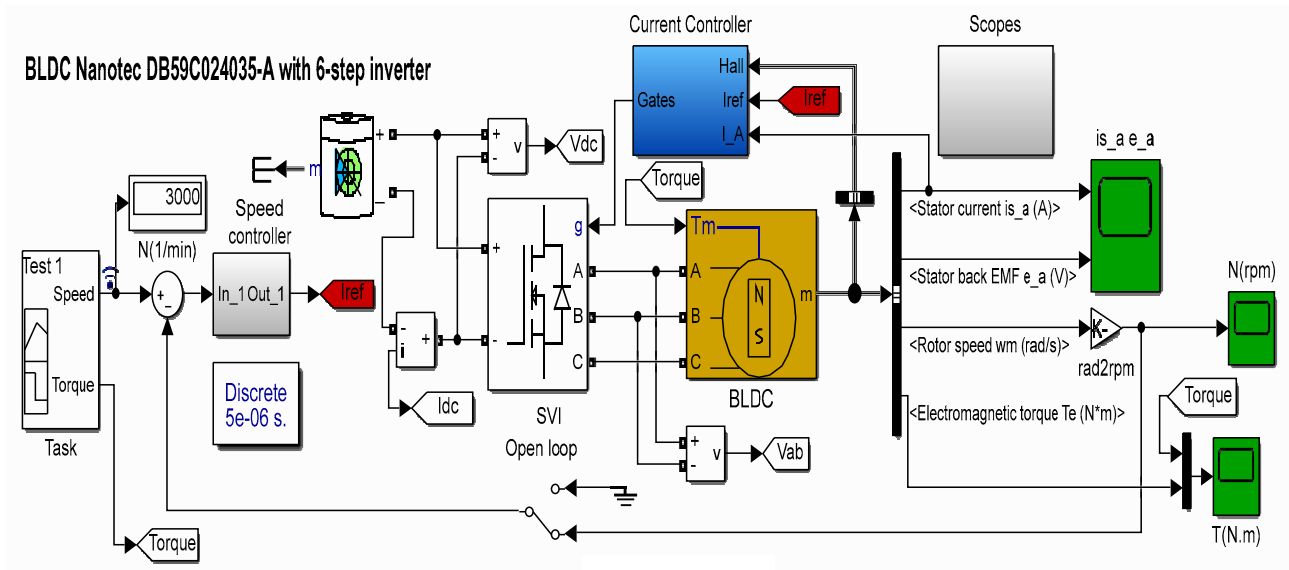 BLDC Nanotec DB59C024035-A with 6-step inverter
Current Controller
Scopes
Hall
Gates
Iref
Iref
I_A
is_a e_a
+
+
v
Vdc
-
m
_
Torque
<Stator current is_a (A)>
3000
N(1/min)
Speed
controller
g
Tm
<Stator back EMF e_a (V)>
N(rpm)
Test 1
Speed
+
_
In_1 Out_1
Iref
+
A
A
N
m
B
B
S
-
+
i
-
C
C
K-
<Rotor speed wm (rad/s)>
rad2rpm
Torque
Discrete
5e-06 s.
Idc
SVI
BLDC
Torque
<Electromagnetic torque Te (N*m)>
Task
Open loop
+
v
Vab
-
T(N.m)
Torque